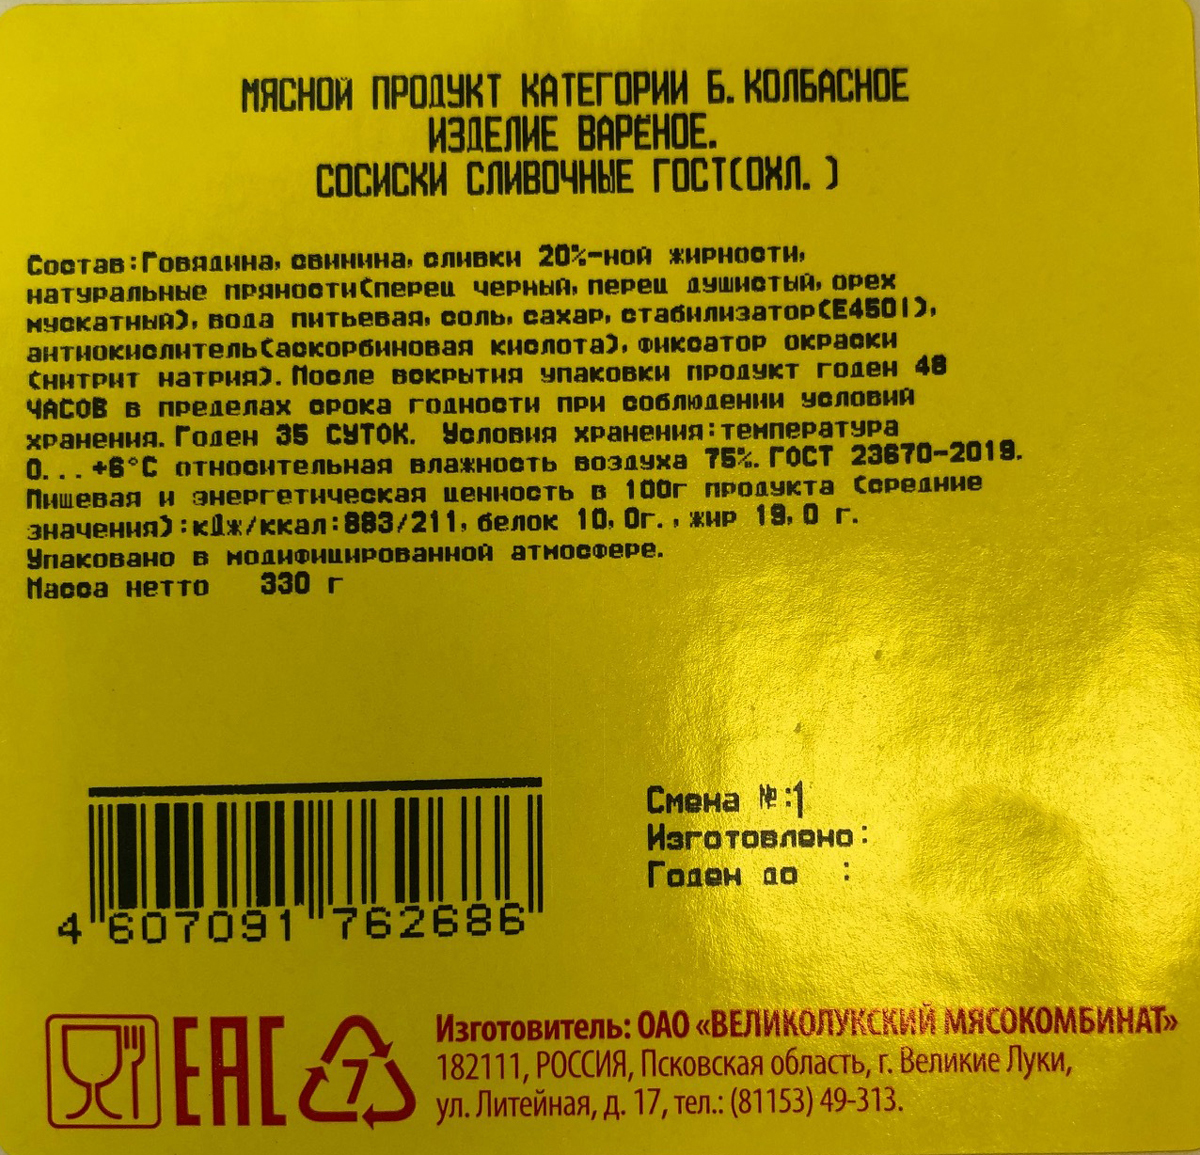 МЯСНОЙ ПРОДУКТ КАТЕГОРИИ Б. КОЛБАСНОЕ
ИЗДЕЛИЕ ВАРЁНОЕ.
СОСИСКИ СЛИВОЧНЫЕ ГОСТ(ОХЛ. )
Состав:Говядина, свинина, сливки 20%-ной жирности,
натуральные пряности(перец черный, перец душистый, орех
мускатный), вода питьевая, соль, сахар, стабилизатор(Е450I),
антиокислитель(аскорбиновая кислота), фиксатор окраски
(нитрит натрия). После вскрытия упаковки продукт годен 48
ЧАСОВ в пределах срока годности при соблюдении условий
хранения. Годен 35 СУТОК. Условия хранения:температура
0...+6°С относительная влажность воздуха 75%. ГОСТ 23670-2019.
Пищевая и энергетическая ценность в 100г продукта (средние
значения):кДж/ккал:883/211, белок 10,0г., жир 19,0 г.
Упаковано в модифицированной атмосфере.
Масса нетто 330 г
Смена №:1
Изготовлено:
Годен до :
4 607091 762686
EAC
7
Изготовитель: ОАО «ВЕЛИКОЛУКСКИЙ МЯСОКОМБИНАТ»
182111, РОССИЯ, Псковская область, г. Великие Луки,
ул. Литейная, д. 17, тел.: (81153) 49-313.